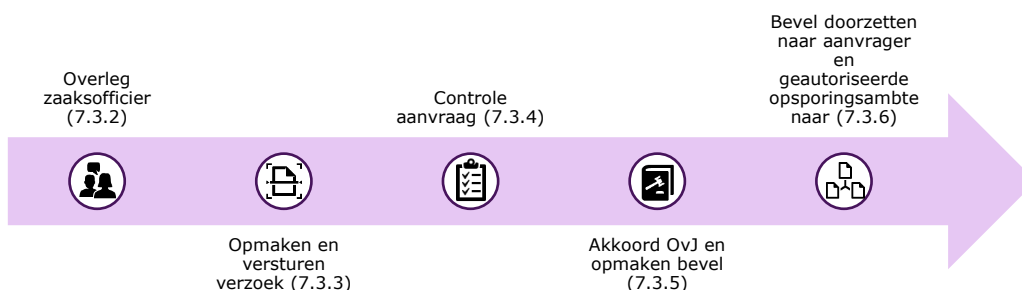 Overleg
zaaksofficier
(7.3.2)
Opmaken en
versturen
verzoek (7.3.3)
Controle
aanvraag (7.3.4)
Akkoord OvJ en
opmaken bevel
(7.3.5)
Bevel doorzetten
naar aanvrager
en
geautoriseerde
opsporingsambte
naar (7.3.6)